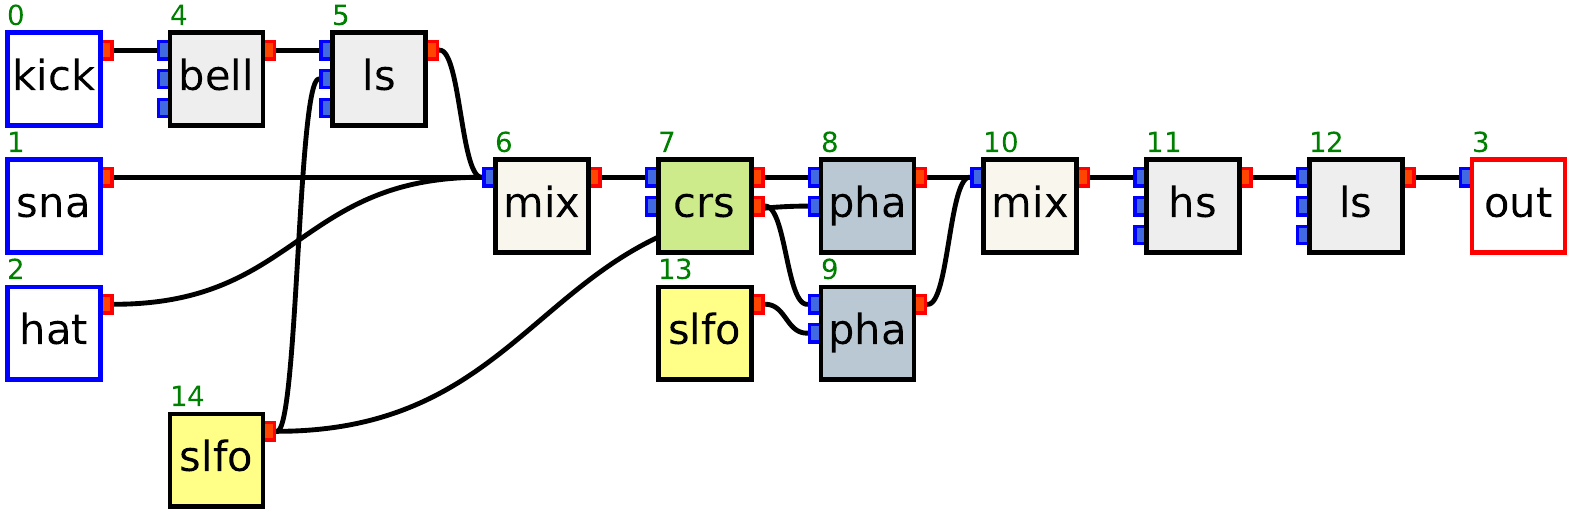 0 4 5
kick bell ls
1 6 7 8 10 11 12 3
sna mix crs pha mix hs ls out
2 13 9
hat slfo pha
14
slfo